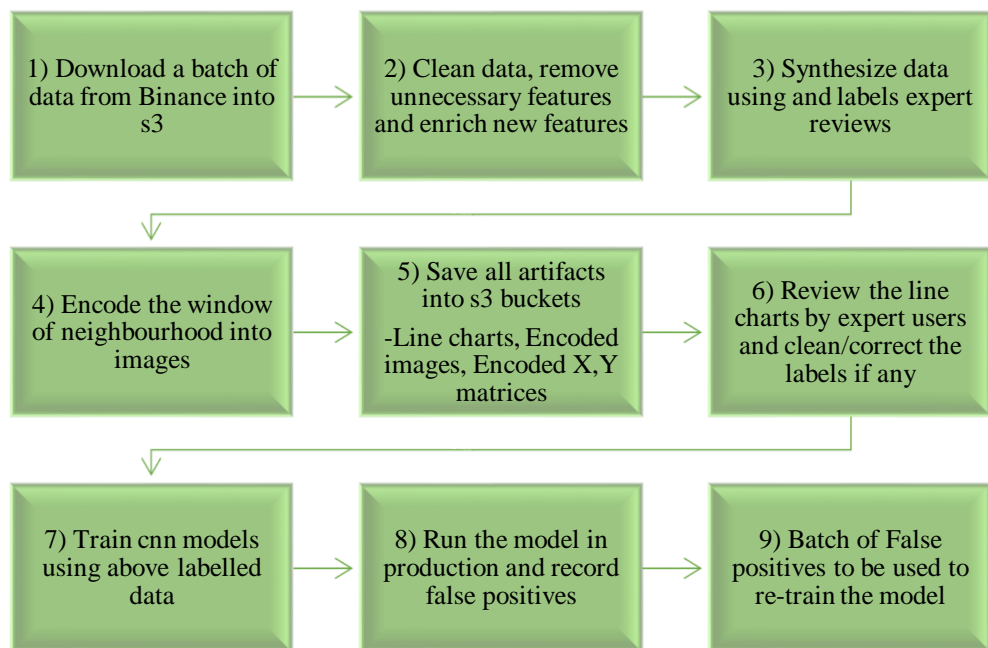 1) Download a batch of
data from Binance into
s3
2) Clean data, remove
unnecessary features
and enrich new features
3) Synthesize data
using and labels expert
reviews
4) Encode the window
of neighbourhood into
images
5) Save all artifacts
into s3 buckets
-Line charts, Encoded
images, Encoded X,Y
matrices
6) Review the line
charts by expert users
and clean/correct the
labels if any
7) Train cnn models
using above labelled
data
8) Run the model in
production and record
false positives
9) Batch of False
positives to be used to
re-train the model